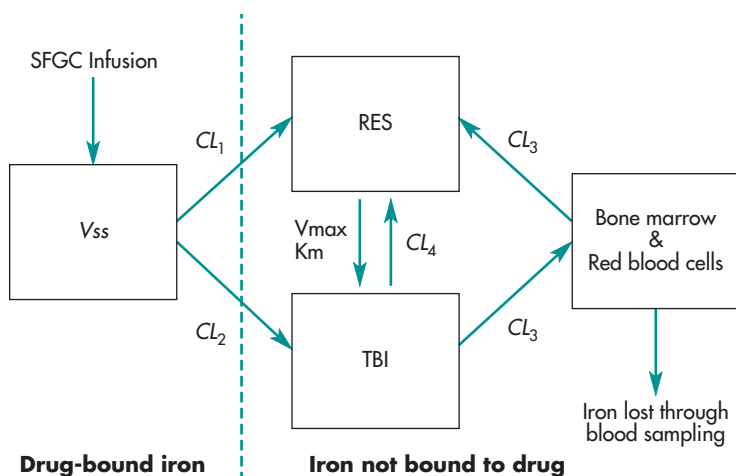 SFGC Infusion
Vss
CL1
CL2
RES
Vmax
Km
CL4
TBI
CL3
CL3
Bone marrow
&
Red blood cells
Iron lost through
blood sampling
Drug-bound iron
Iron not bound to drug